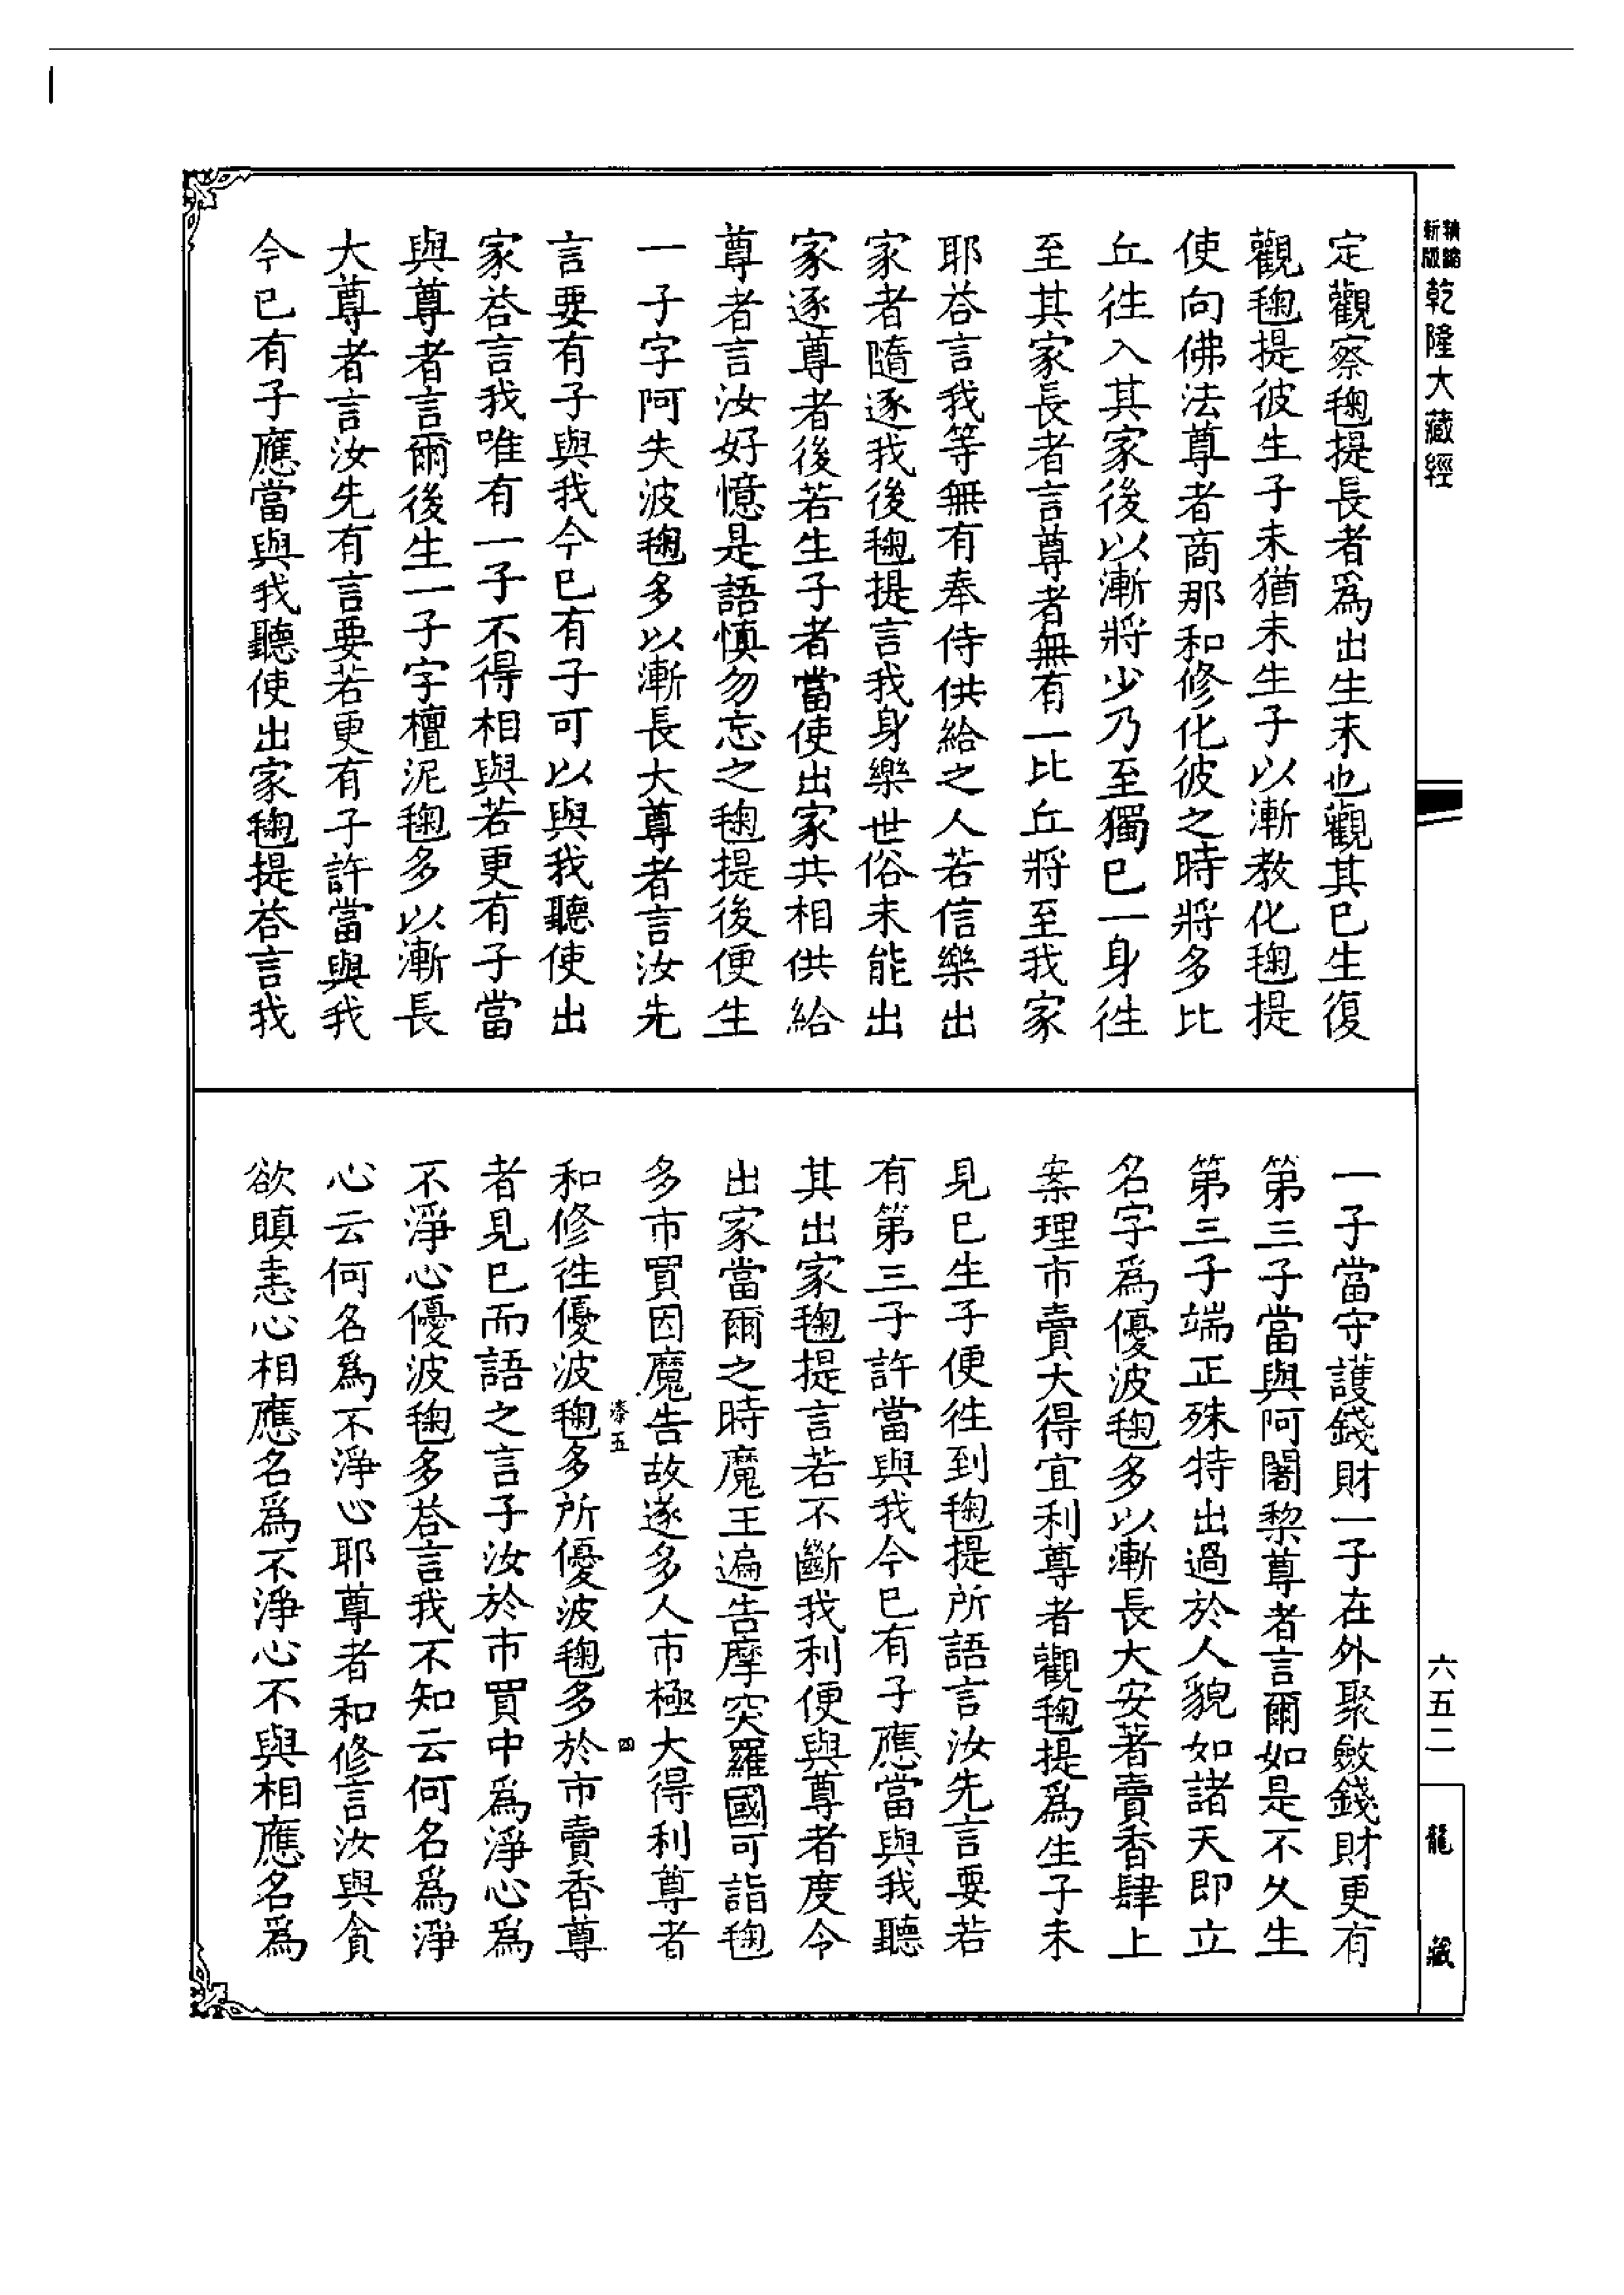 乾隆大藏經
定觀察毱提長者爲出生未也觀其已生復
觀毱提彼生子未猶未生子以漸教化毱提
使向佛法尊者商那和修化彼之時將多比
丘徃入其家後以漸將少乃至獨已一身徃
至其家長者言尊者無有一比丘將至我家
耶荅言我等無有奉侍供給之人若信樂出
家者隨逐我後毱提言我身樂世俗未能出
家逐尊者後若生子者當使出家共相供給
尊者言汝好憶是語慎勿忘之毱提後便生
一子字阿失波毱多以漸長大尊者言汝先
言要有子與我今已有子可以與我聽使出
家荅言我唯有一子不得相與若更有子當
與尊者言爾後生一子字檀泥毱多以漸長
大尊者言汝先有言要若更有子許當與我
今已有子應當與我聽使出家毱提荅言我
一子當守護錢財一子在外聚斂錢財更有
第三子當與阿闍黎尊者言爾如是不久生
第三子端正殊特出過於人貌如諸天即立
名字爲優波毱多以漸長大安著賣香肆上
案理市賣大得宜利尊者觀毱提爲生子未
見已生子便徃到毱提所語言汝先言要若
有第三子許當與我今已有子應當與我聽
其出家毱提言若不斷我利便與尊者度令
出家當爾之時魔王遍告摩突羅國可詣毱
多市買因魔告故遂多人市極大得利尊者
和修徃優波毱多所優波毱多於市賣香尊
者見已而語之言子汝於市買中爲淨心爲
不淨心優波毱多荅言我不知云何名爲淨
心云何名爲不淨心耶尊者和修言汝與貪
欲瞋恚心相應名爲不淨心不與相應名爲
六五二
龍藏